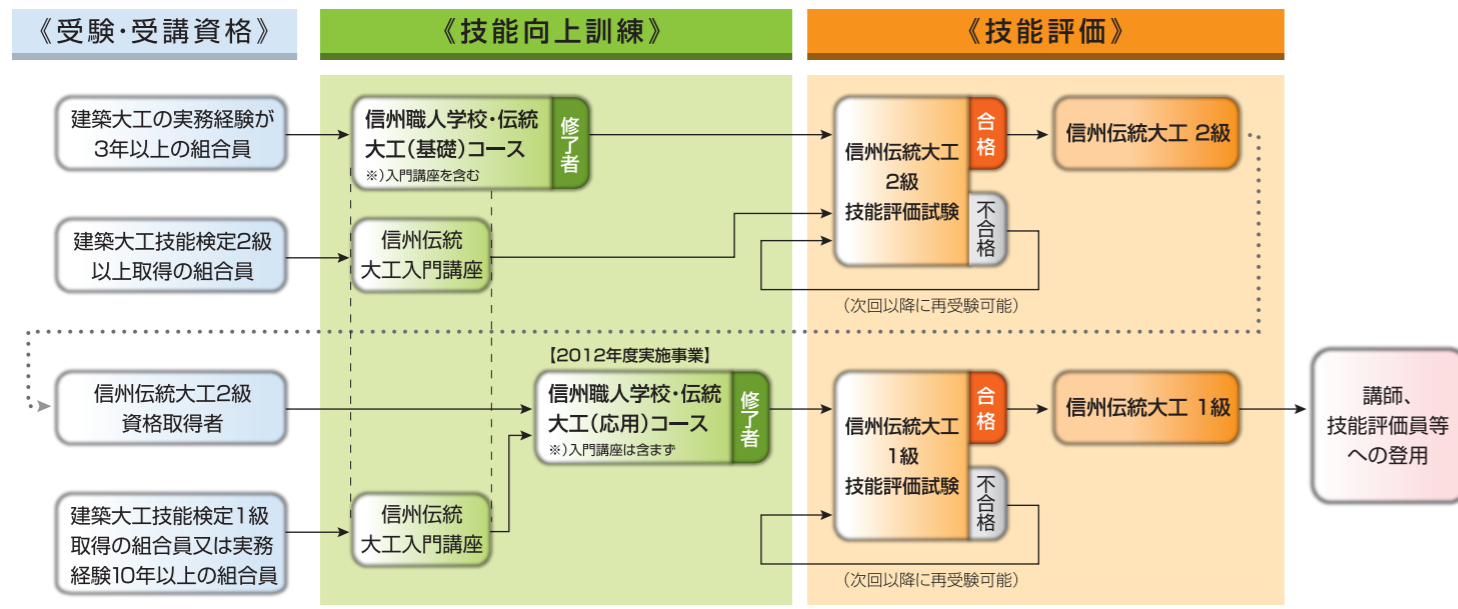 《受験・受講資格》
《技能向上訓練》
《技能評価》
建築大工の実務経験が
3年以上の組合員
信州職人学校・伝統
大工(基礎)コース
※)入門講座を含む
修了者
信州伝統大工
2級
技能評価試験
合格
不合格
信州伝統大工 2級
建築大工技能検定2級
以上取得の組合員
信州伝統
大工入門講座
(次回以降に再受験可能)
信州伝統大工2級
資格取得者
【2012年度実施事業】
信州職人学校・伝統
大工(応用)コース
※)入門講座は含まず
修了者
信州伝統大工
1級
技能評価試験
合格
不合格
信州伝統大工 1級
講師、
技能評価員等
への登用
建築大工技能検定1級
取得の組合員又は実務
経験10年以上の組合員
信州伝統
大工入門講座
(次回以降に再受験可能)